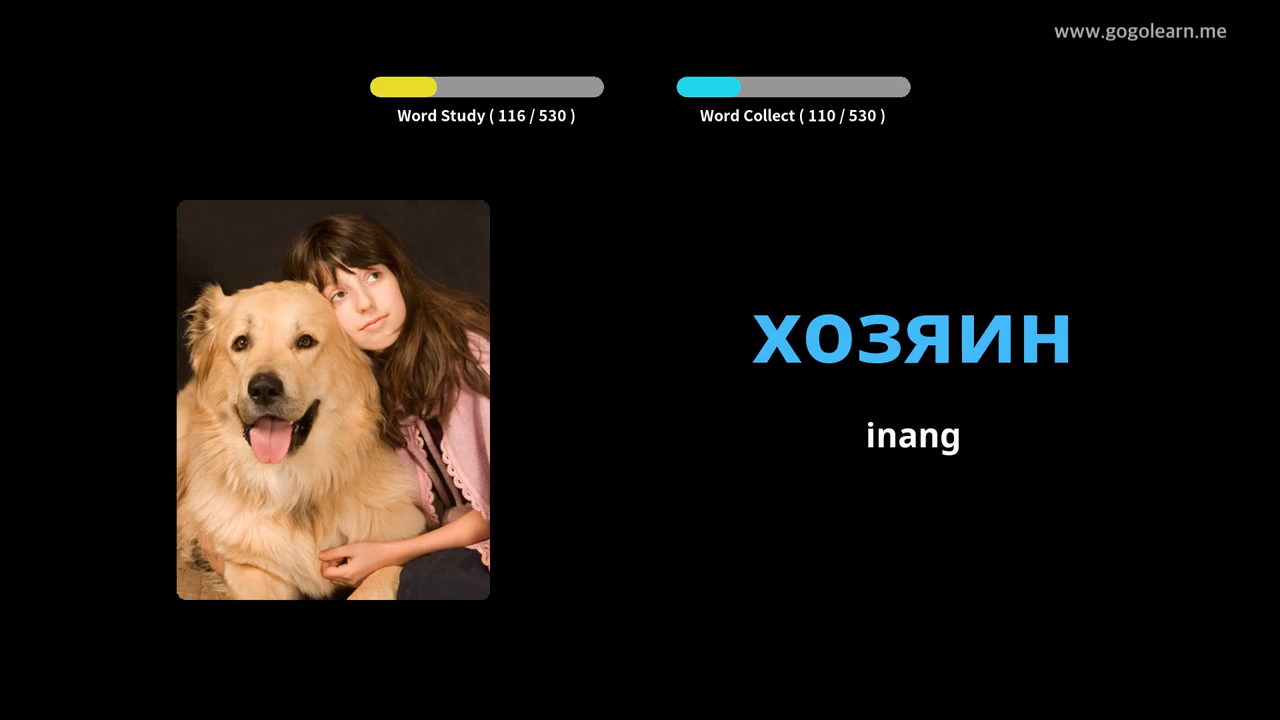 www.gogolearn.me
Word Study ( 116 / 530 )
Word Collect ( 110 / 530 )
хозяин
inang